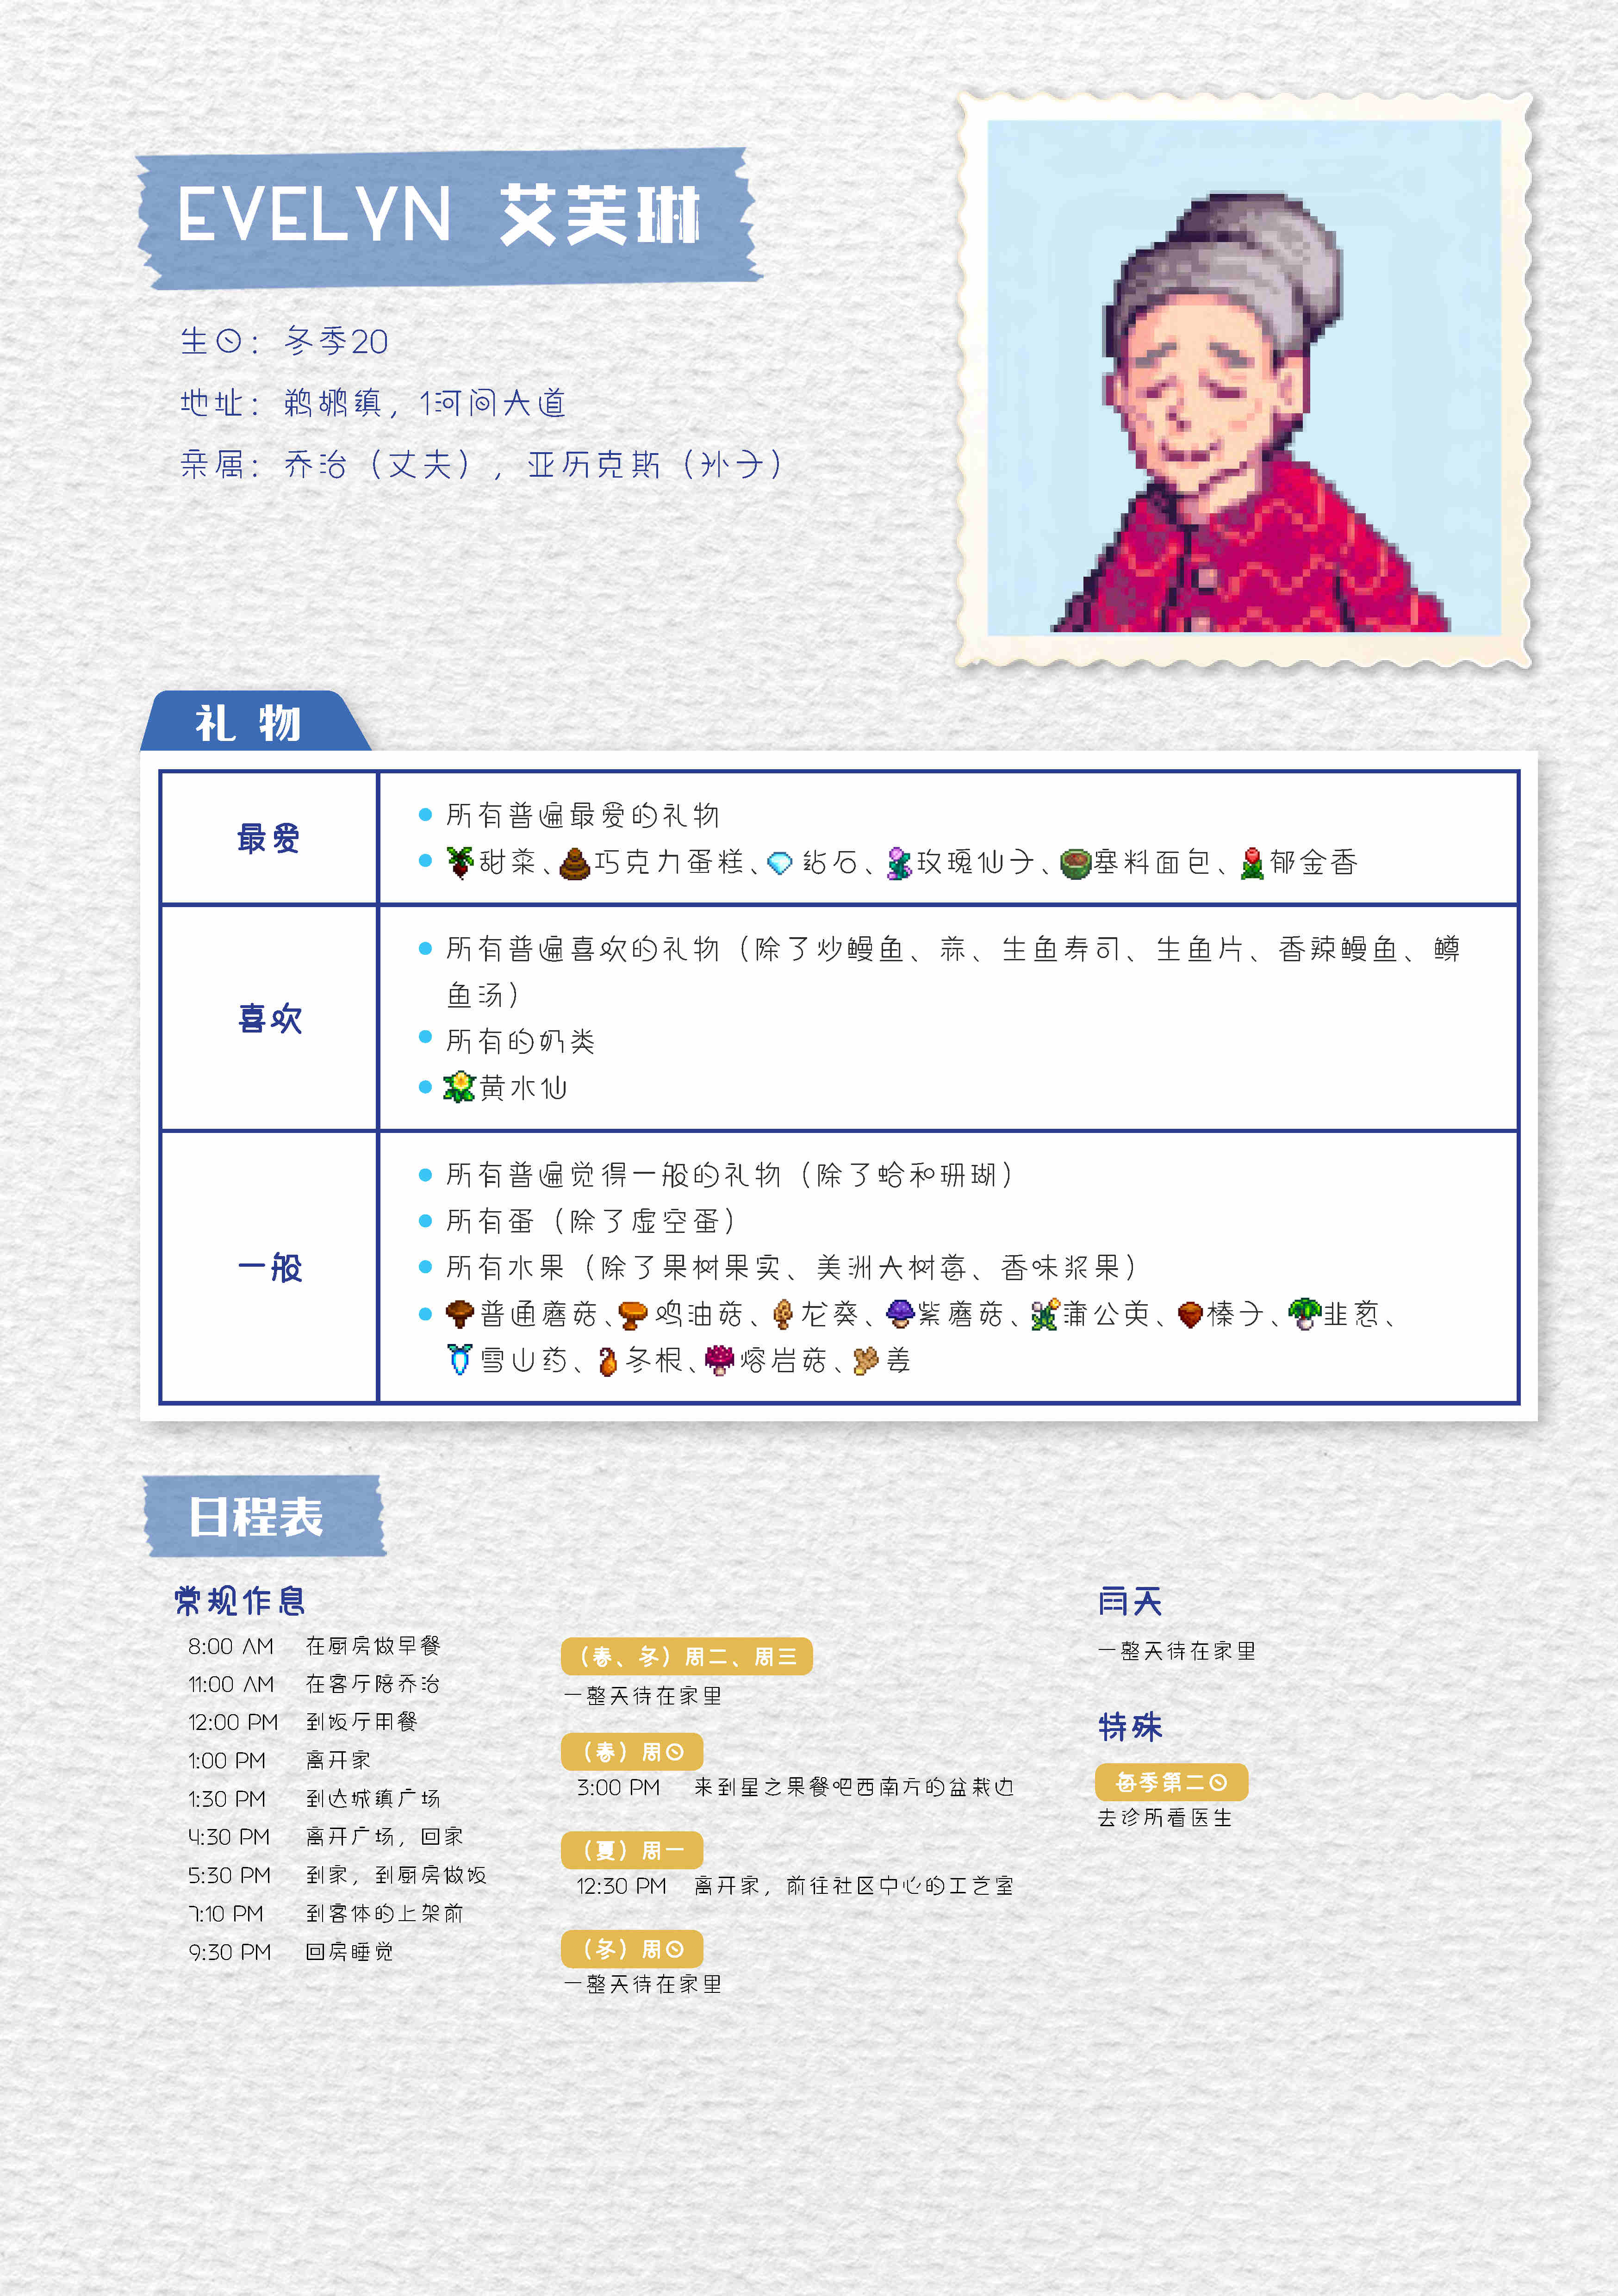 EVELYN 艾芙琳
生日：冬季20
地址：鹈鹕镇，1河间大道
亲属：乔治（丈夫），亚历克斯（孙子）
礼 物
最爱
所有普遍最爱的礼物
甜菜、巧克力蛋糕、钻石、玫瑰仙子、塞料面包、郁金香
喜欢
所有普遍喜欢的礼物（除了炒鳗鱼、蒜、生鱼寿司、生鱼片、香辣鳗鱼、鳟
鱼汤）
所有的奶类
黄水仙
一般
所有普遍觉得一般的礼物（除了蛤和珊瑚）
所有蛋（除了虚空蛋）
所有水果（除了果树果实、美洲大树莓、香味浆果）
普通蘑菇、鸡油菇、龙葵、紫蘑菇、蒲公英、榛子、韭葱、
雪山药、冬根、熔岩菇、姜
日程表
常规作息
8:00 AM 在厨房做早餐
11:00 AM 在客厅陪乔治
12:00 PM 到饭厅用餐
1:00 PM 离开家
1:30 PM 到达城镇广场
4:30 PM 离开广场，回家
5:30 PM 到家，到厨房做饭
7:10 PM 到客体的上架前
9:30 PM 回房睡觉
（春、冬）周二、周三
一整天待在家里
（春）周日
3:00 PM 来到星之果餐吧西南方的盆栽边
（夏）周一
12:30 PM 离开家，前往社区中心的工艺室
（冬）周日
一整天待在家里
雨天
一整天待在家里
特殊
每季第二日
去诊所看医生